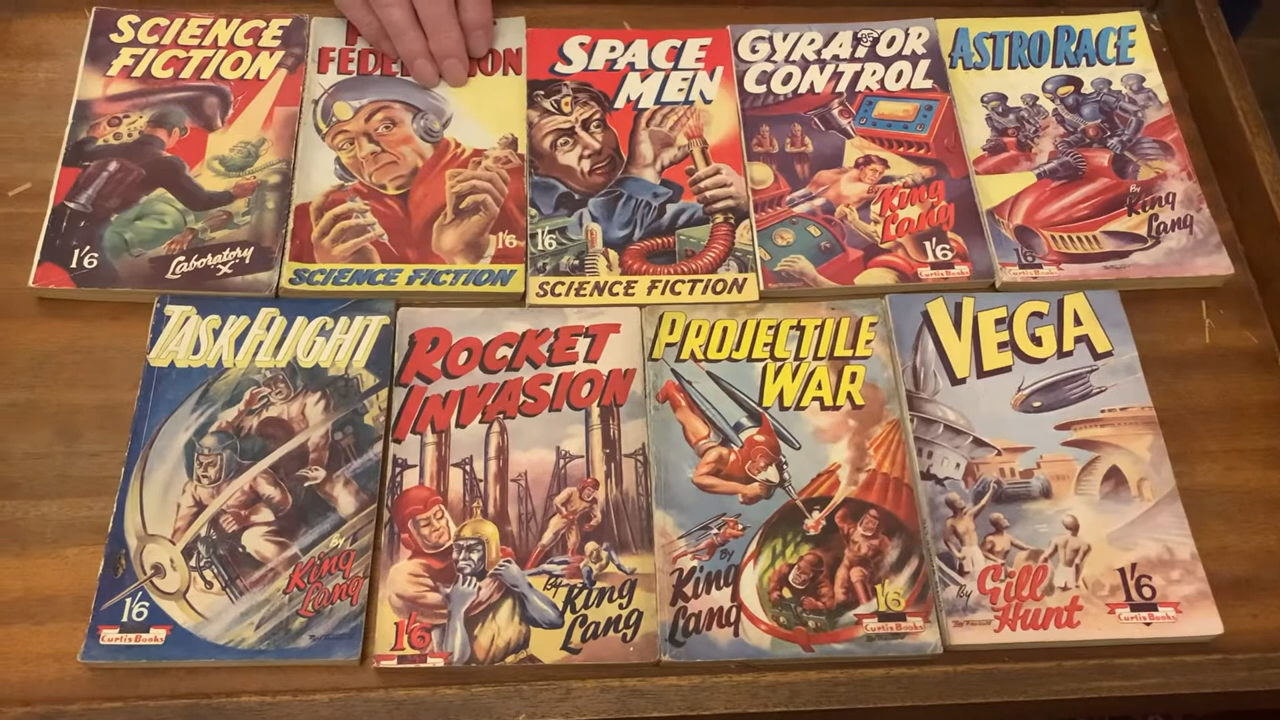 SCIENCE
FICTION
1/6
Laboratory
"X"
1/6
SCIENCE FICTION
SPACE
MEN
1/6
SCIENCE FICTION
GYRATOR
CONTROL
By
King
Lang
1/6
Curtis Books
ASTRO RACE
By
King
Lang
1/6
Curtis Books
TASK FLIGHT
By
King
Lang
1/6
Curtis Books
ROCKET
INVASION
By
King
Lang
1/6
PROJECTILE
WAR
By
King
Lang
1/6
Curtis Books
VEGA
By
Gill
Hunt
1/6
Curtis Books